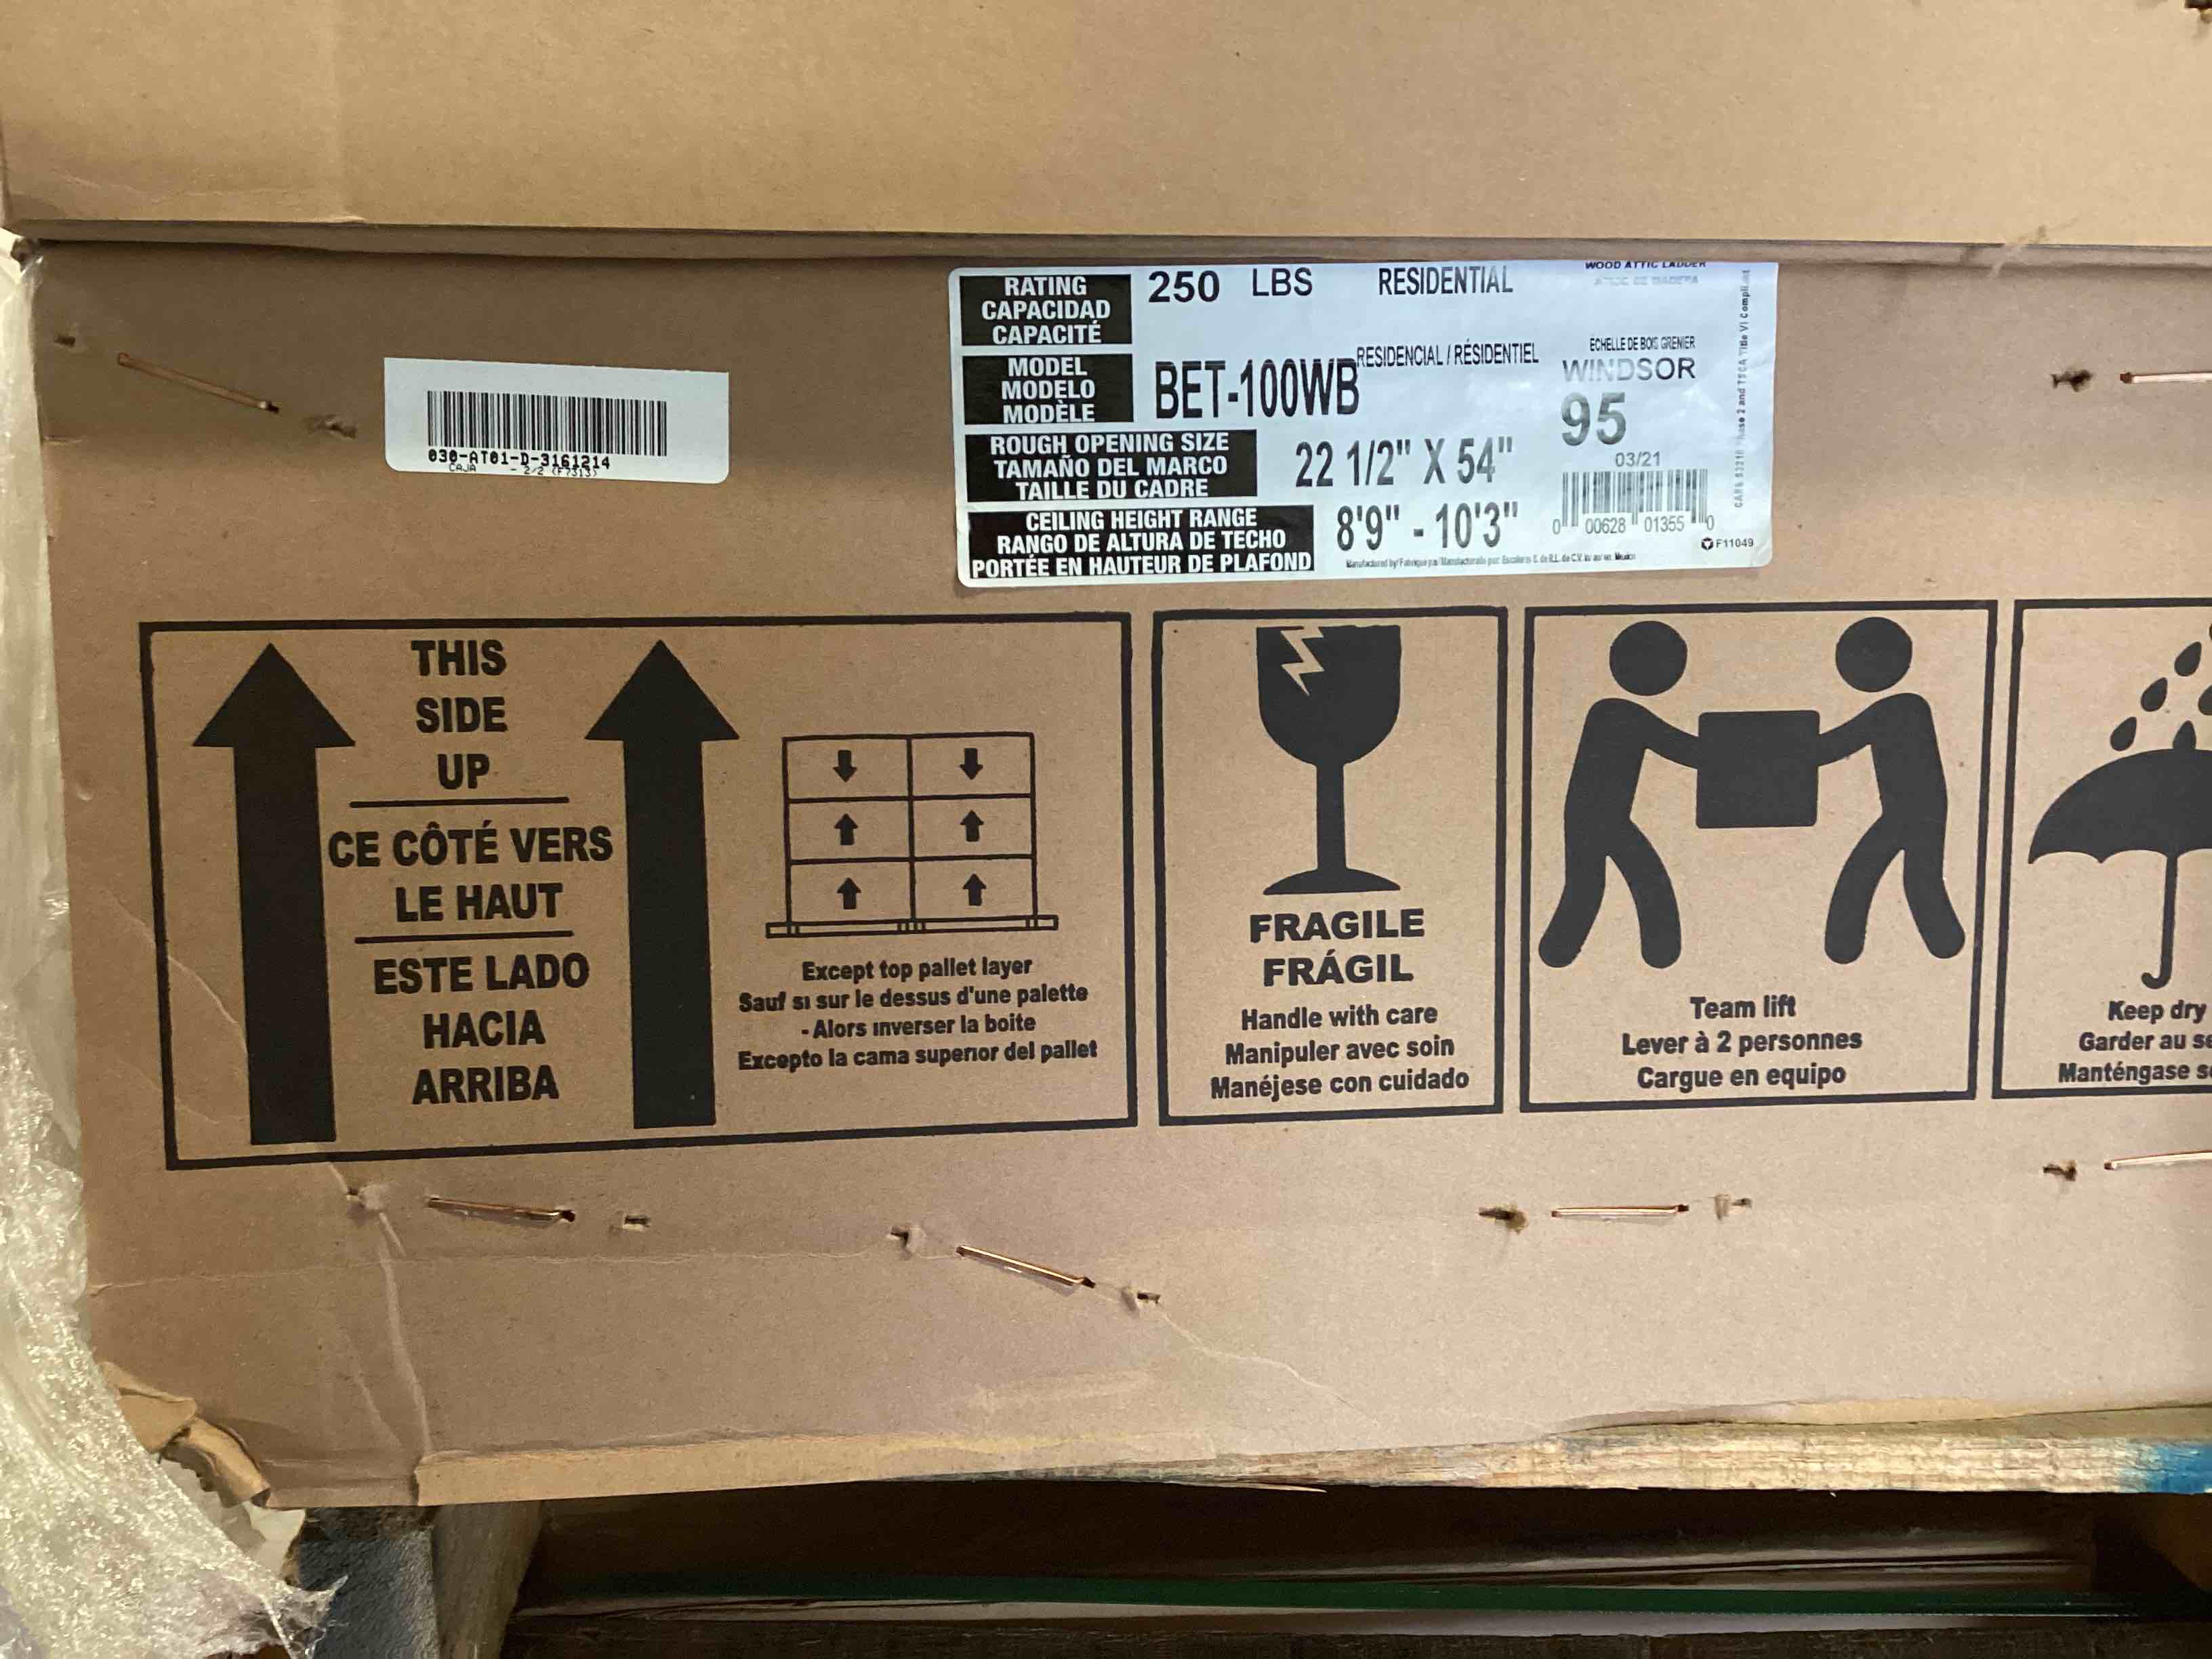 RATING
CAPACIDAD
CAPACITÉ
250 LBS RESIDENTIAL
RESIDENCIAL / RÉSIDENTIEL
MODEL
MODELO
MODÈLE
BET-100WB
ROUGH OPENING SIZE
TAMAÑO DEL MARCO
TAILLE DU CADRE
22 1/2" X 54"
CEILING HEIGHT RANGE
RANGO DE ALTURA DE TECHO
PORTÉE EN HAUTEUR DE PLAFOND
8'9" - 10'3"
WOOD ATTIC LADDER
ÉCHELLE DE BOIS GRENIER
WINDSOR
95
03/21
0 00628 01355 0
F11049
030-AT01-D-3161214
CAJA - 2/2 (F7313)
THIS
SIDE
UP
CE CÔTÉ VERS
LE HAUT
ESTE LADO
HACIA
ARRIBA
Except top pallet layer
Sauf si sur le dessus d'une palette
- Alors inverser la boite
Excepto la cama superior del pallet
FRAGILE
FRÁGIL
Handle with care
Manipuler avec soin
Manéjese con cuidado
Team lift
Lever à 2 personnes
Cargue en equipo
Keep dry
Garder au se
Manténgase s